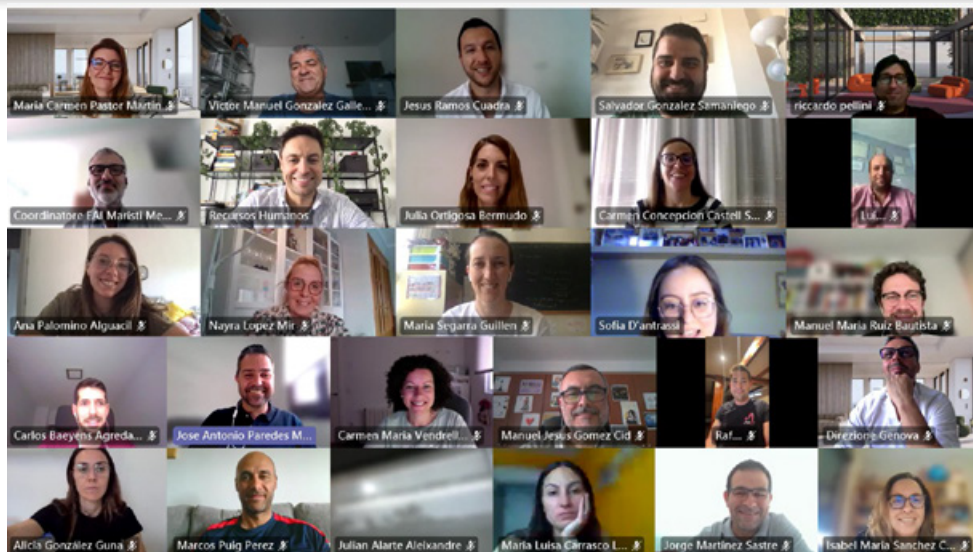 Maria Carmen Pastor Martin
Victor Manuel Gonzalez Galle...
Jesus Ramos Cuadra
Salvador Gonzalez Samaniego
riccardo pellini
Coordinatore EAI Maristi Me...
Recursos Humanos
Julia Ortigosa Bermudo
Carmen Concepcion Castell S...
Lui...
Ana Palomino Alguacil
Nayra Lopez Mir
Maria Segarra Guillen
Sofia D'antrassi
Manuel Maria Ruiz Bautista
Carlos Baeyens Agreda...
Jose Antonio Paredes M...
Carmen Maria Vendrell...
Manuel Jesus Gomez Cid
Raf...
Direzione Genova
Alicia González Guna
Marcos Puig Perez
Julian Alarte Aleixandre
Maria Luisa Carrasco L...
Jorge Martinez Sastre
Isabel Maria Sanchez C...